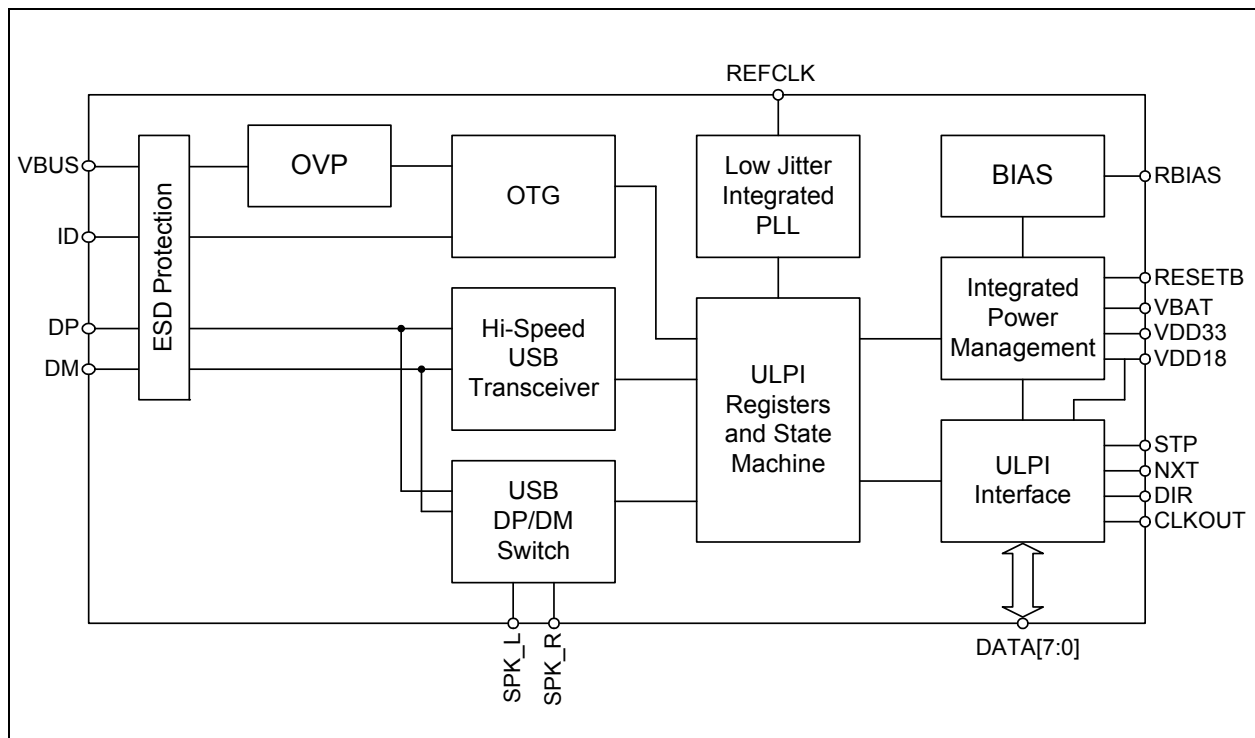 REFCLK
VBUS
ID
DP
DM
ESD Protection
OVP
OTG
Hi-Speed
USB
Transceiver
USB
DP/DM
Switch
SPK_L
SPK_R
Low Jitter
Integrated
PLL
ULPI
Registers
and State
Machine
BIAS
RBIAS
Integrated
Power
Management
RESETB
VBAT
VDD33
VDD18
ULPI
Interface
STP
NXT
DIR
CLKOUT
DATA[7:0]